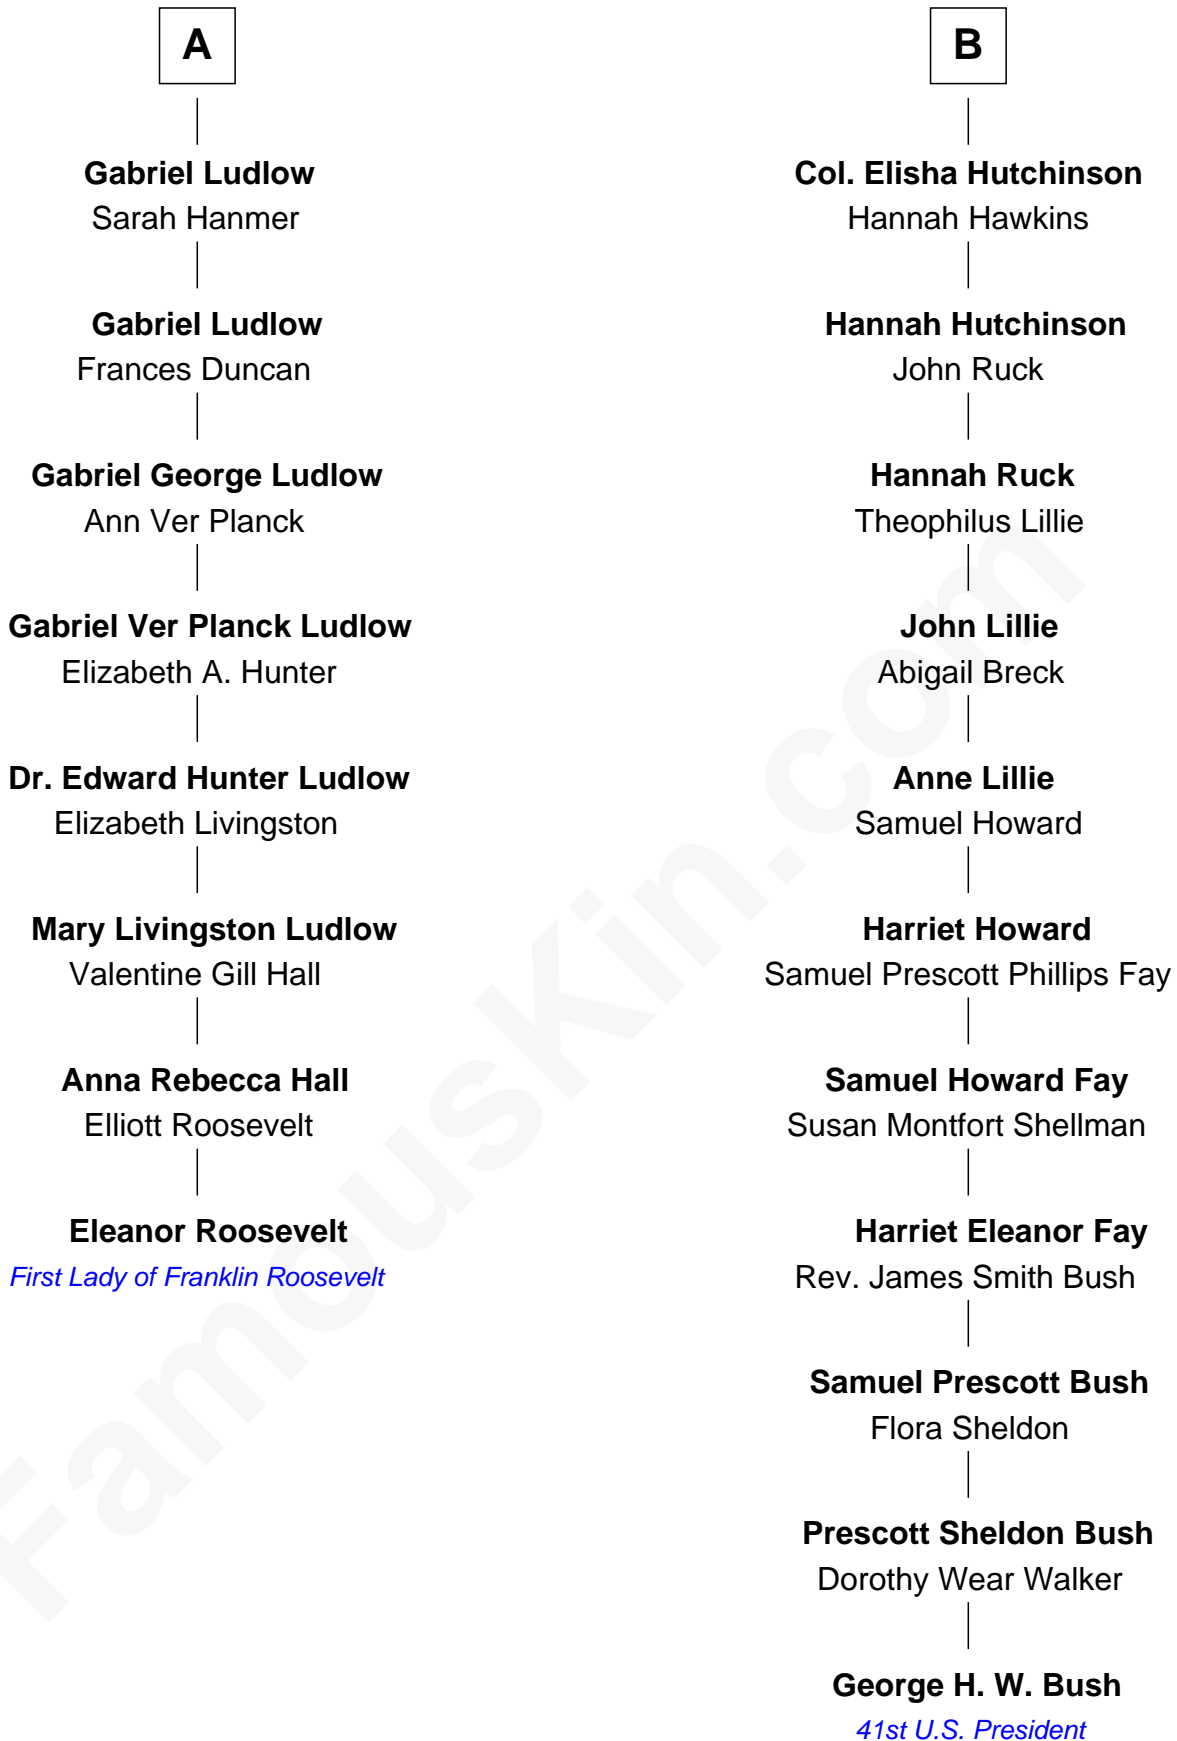 A
Gabriel Ludlow
Sarah Hanmer
Gabriel Ludlow
Frances Duncan
Gabriel George Ludlow
Ann Ver Planck
Gabriel Ver Planck Ludlow
Elizabeth A. Hunter
Dr. Edward Hunter Ludlow
Elizabeth Livingston
Mary Livingston Ludlow
Valentine Gill Hall
Anna Rebecca Hall
Elliott Roosevelt
Eleanor Roosevelt
First Lady of Franklin Roosevelt
B
Col. Elisha Hutchinson
Hannah Hawkins
Hannah Hutchinson
John Ruck
Hannah Ruck
Theophilus Lillie
John Lillie
Abigail Breck
Anne Lillie
Samuel Howard
Harriet Howard
Samuel Prescott Phillips Fay
Samuel Howard Fay
Susan Montfort Shellman
Harriet Eleanor Fay
Rev. James Smith Bush
Samuel Prescott Bush
Flora Sheldon
Prescott Sheldon Bush
Dorothy Wear Walker
George H. W. Bush
41st U.S. President
FamousKin.com